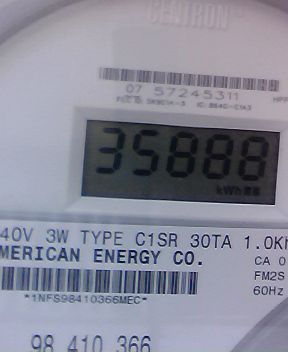 CENTRON
07 57245311
35888
kWh
40V 3W TYPE C1SR 30TA 1.0Kh
MERICAN ENERGY CO. CA 0
FM2S
*1NFS98410366MEC* 60Hz
98 410 366